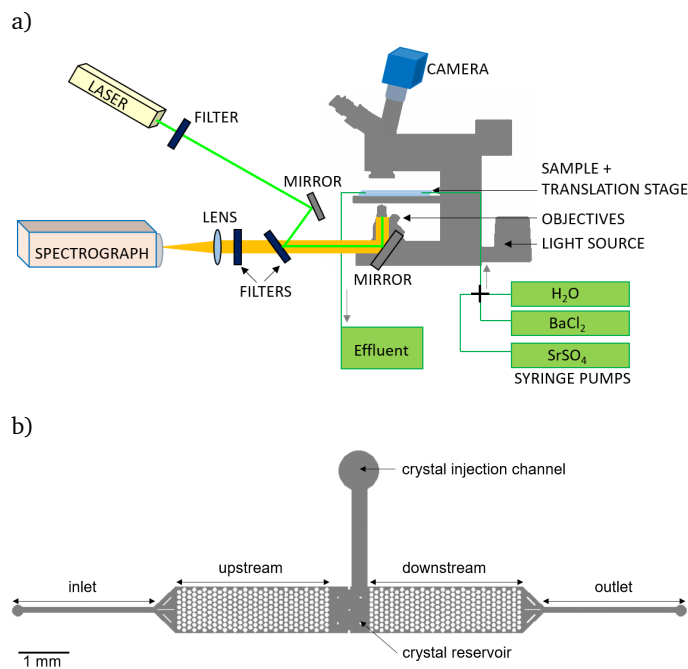 a)
CAMERA
LASER
FILTER
SAMPLE +
TRANSLATION STAGE
MIRROR
LENS
OBJECTIVES
SPECTROGRAPH
LIGHT SOURCE
MIRROR
FILTERS
H₂O
BaCl₂
Effluent
SrSO₄
SYRINGE PUMPS
b)
crystal injection channel
upstream
downstream
inlet
outlet
crystal reservoir
1 mm